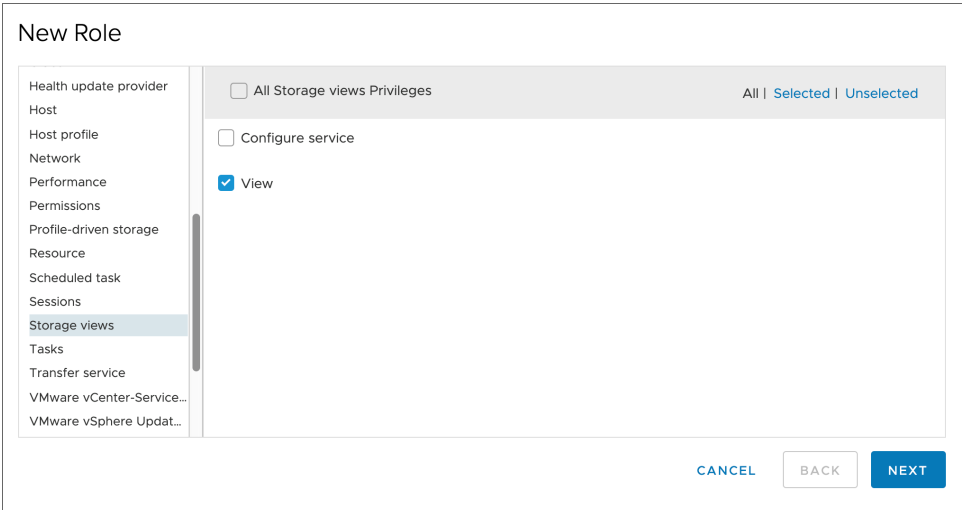 New Role
Health update provider
Host
Host profile
Network
Performance
Permissions
Profile-driven storage
Resource
Scheduled task
Sessions
Storage views
Tasks
Transfer service
VMware vCenter-Service...
VMware vSphere Updat...
All Storage views Privileges
All | Selected | Unselected
Configure service
View
CANCEL
BACK
NEXT